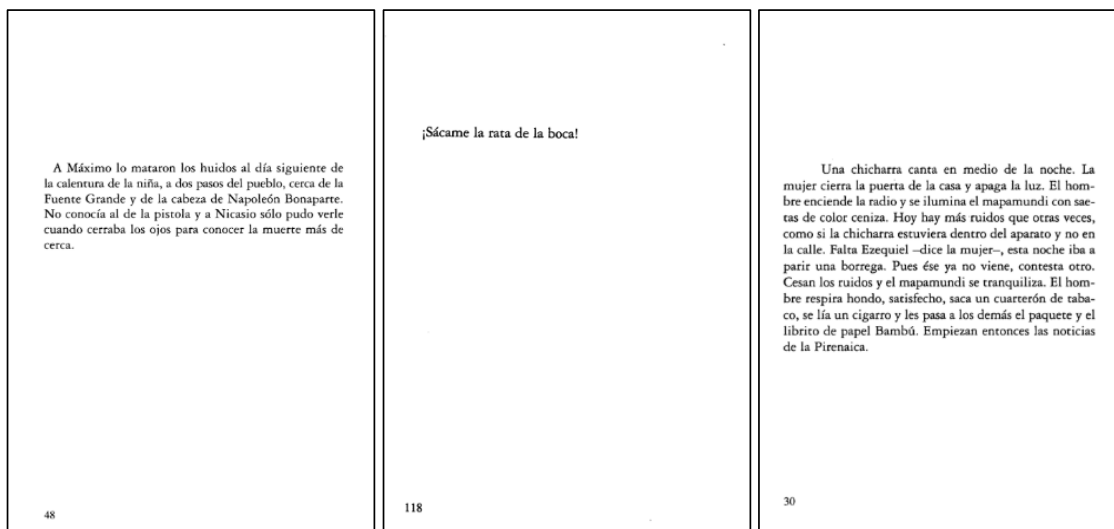 A Máximo lo mataron los huidos al día siguiente de
la calentura de la niña, a dos pasos del pueblo, cerca de la
Fuente Grande y de la cabeza de Napoleón Bonaparte.
No conocía al de la pistola y a Nicasio sólo pudo verle
cuando cerraba los ojos para conocer la muerte más de
cerca.
48
¡Sácame la rata de la boca!
118
Una chicharra canta en medio de la noche. La
mujer cierra la puerta de la casa y apaga la luz. El hom-
bre enciende la radio y se ilumina el mapamundi con sae-
tas de color ceniza. Hoy hay más ruidos que otras veces,
como si la chicharra estuviera dentro del aparato y no en
la calle. Falta Ezequiel –dice la mujer–, esta noche iba a
parir una borrega. Pues ése ya no viene, contesta otro.
Cesan los ruidos y el mapamundi se tranquiliza. El hom-
bre respira hondo, satisfecho, saca un cuarterón de taba-
co, se lía un cigarro y les pasa a los demás el paquete y el
librito de papel Bambú. Empiezan entonces las noticias
de la Pirenaica.
30